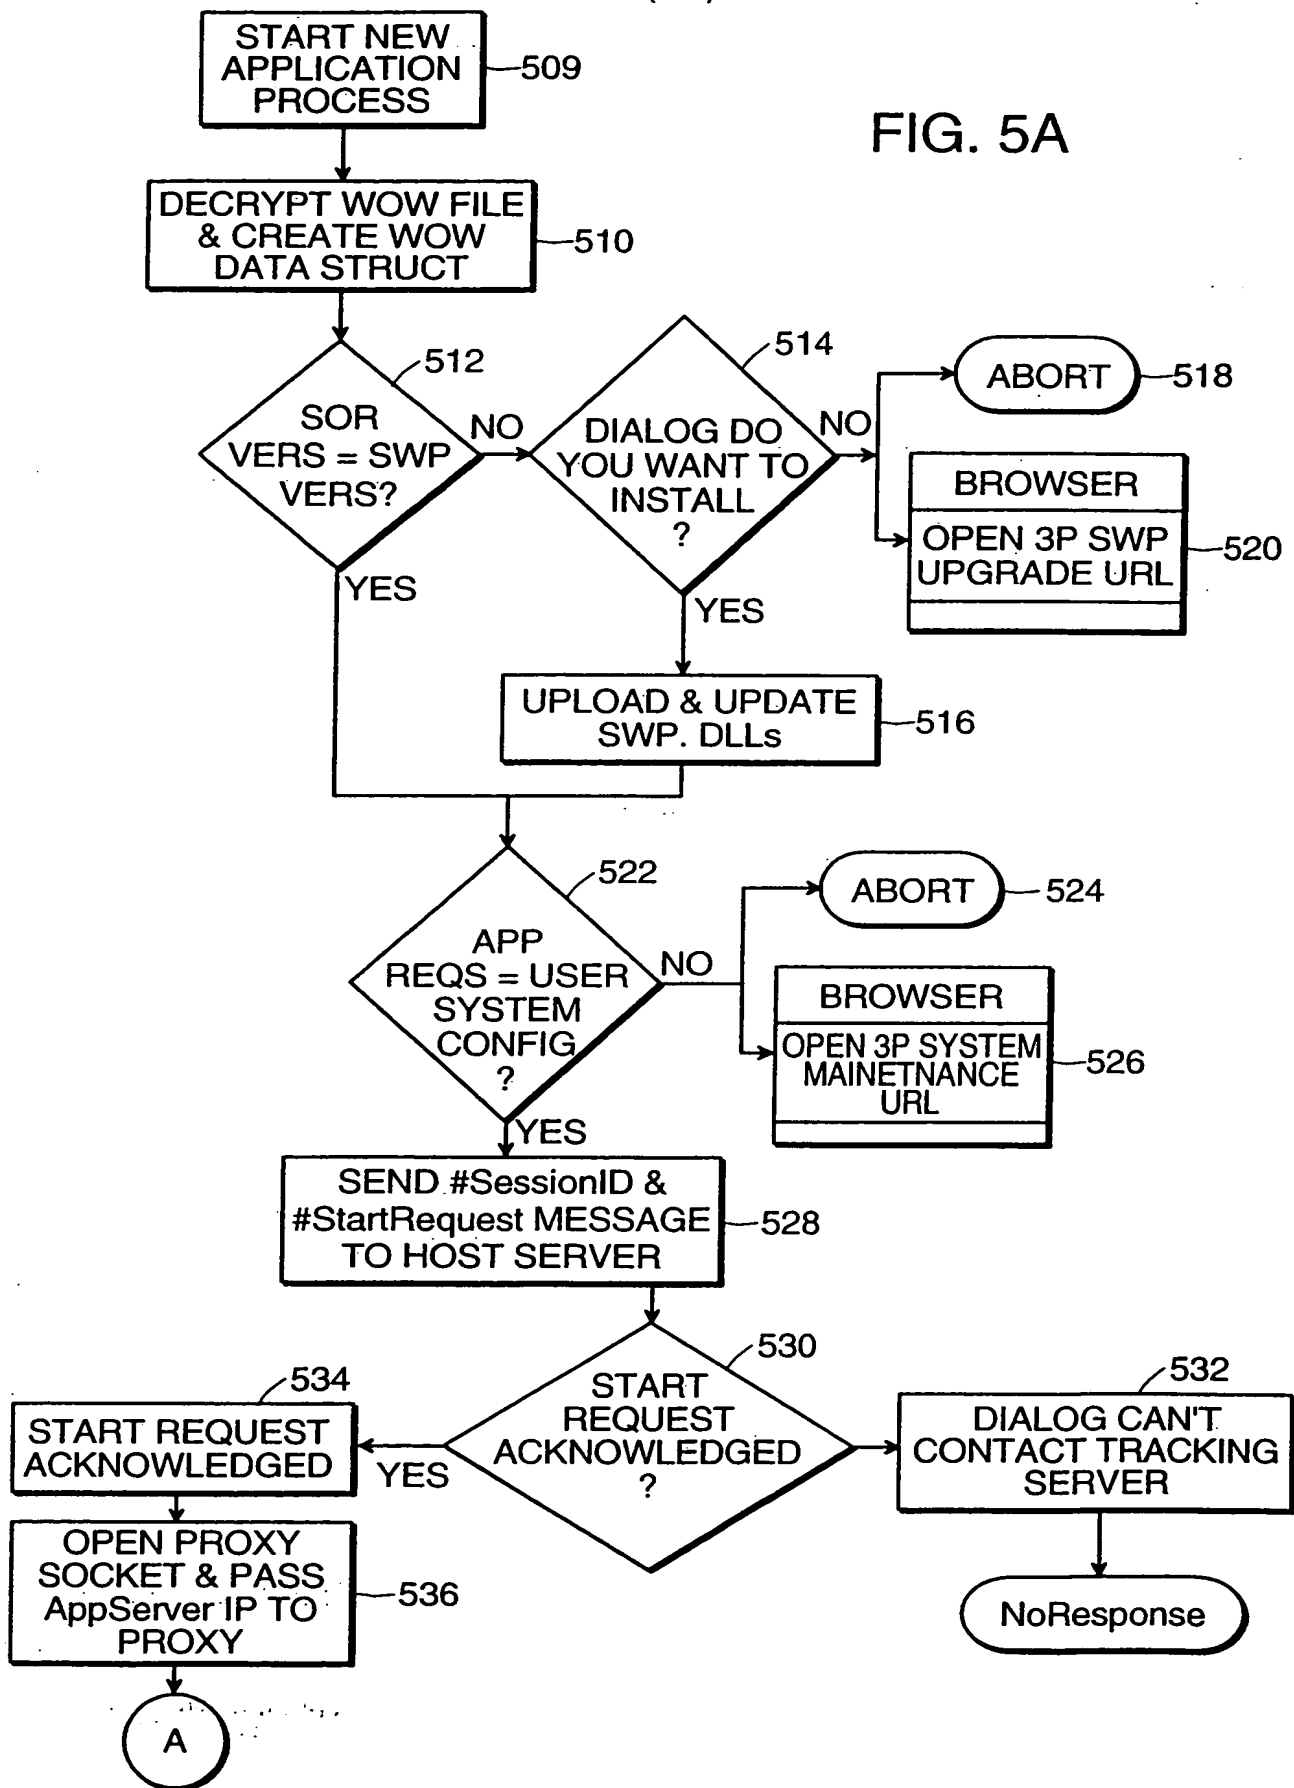 START NEW
APPLICATION
PROCESS
509
FIG. 5A
DECRYPT WOW FILE
& CREATE WOW
DATA STRUCT
510
512
SOR
VERS = SWP
VERS?
NO
YES
514
DIALOG DO
YOU WANT TO
INSTALL
?
NO
YES
ABORT
518
BROWSER
OPEN 3P SWP
UPGRADE URL
520
UPLOAD & UPDATE
SWP. DLLs
516
522
APP
REQS = USER
SYSTEM
CONFIG
?
NO
YES
ABORT
524
BROWSER
OPEN 3P SYSTEM
MAINETNANCE
URL
526
SEND #SessionID &
#StartRequest MESSAGE
TO HOST SERVER
528
530
START
REQUEST
ACKNOWLEDGED
?
YES
532
DIALOG CAN'T
CONTACT TRACKING
SERVER
NoResponse
534
START REQUEST
ACKNOWLEDGED
OPEN PROXY
SOCKET & PASS
AppServer IP TO
PROXY
536
A